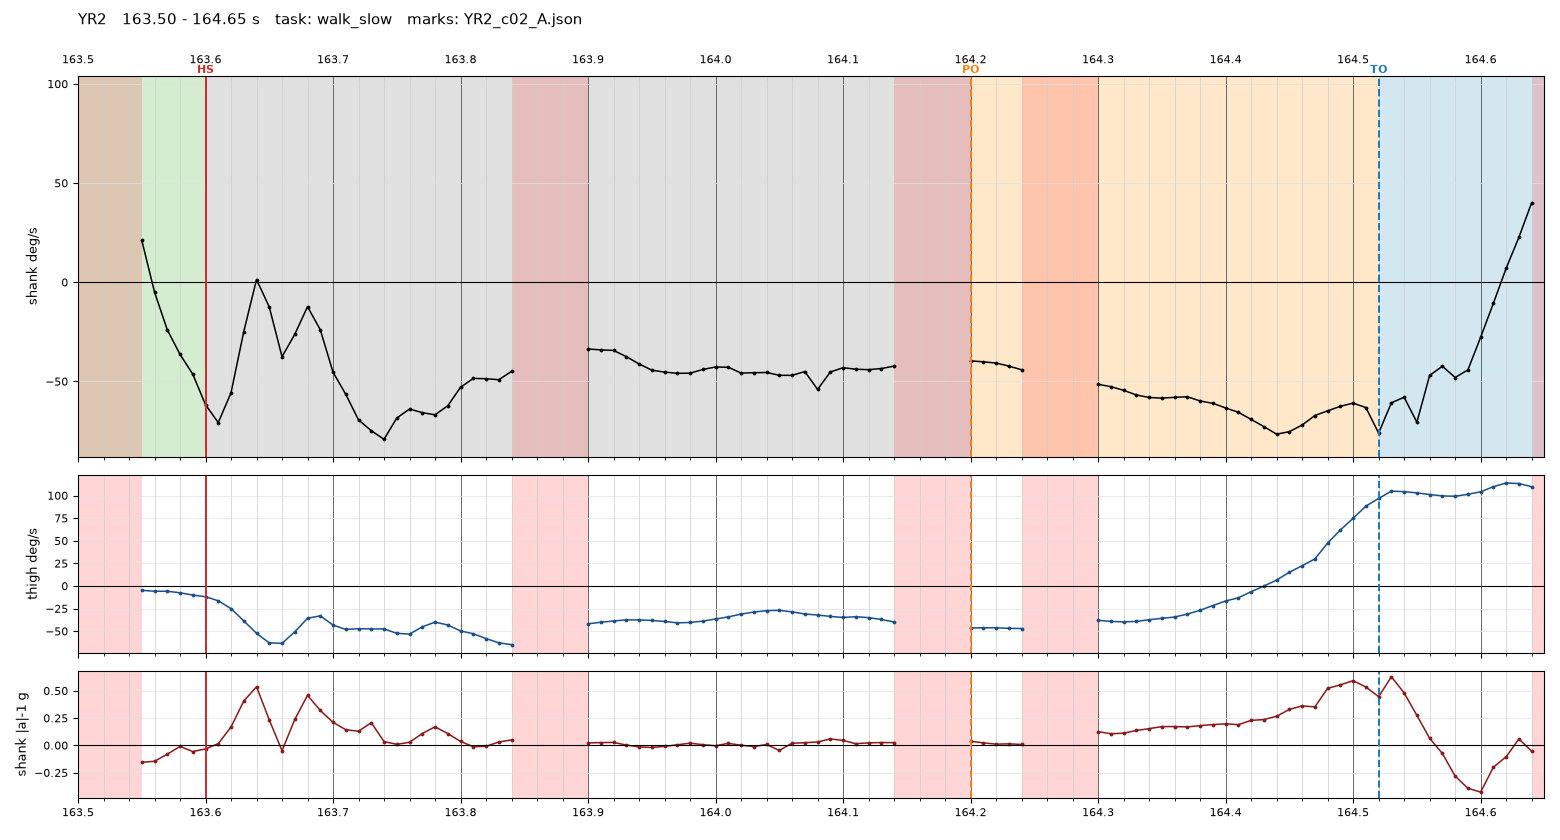 YR2   163.50 - 164.65 s   task: walk_slow   marks: YR2_c02_A.json
163.5 163.6 163.7 163.8 163.9 164.0 164.1 164.2 164.3 164.4 164.5 164.6
HS PO TO
100
50
0
−50
shank deg/s
100
75
50
25
0
−25
−50
thigh deg/s
0.50
0.25
0.00
−0.25
shank |a|-1 g
163.5 163.6 163.7 163.8 163.9 164.0 164.1 164.2 164.3 164.4 164.5 164.6